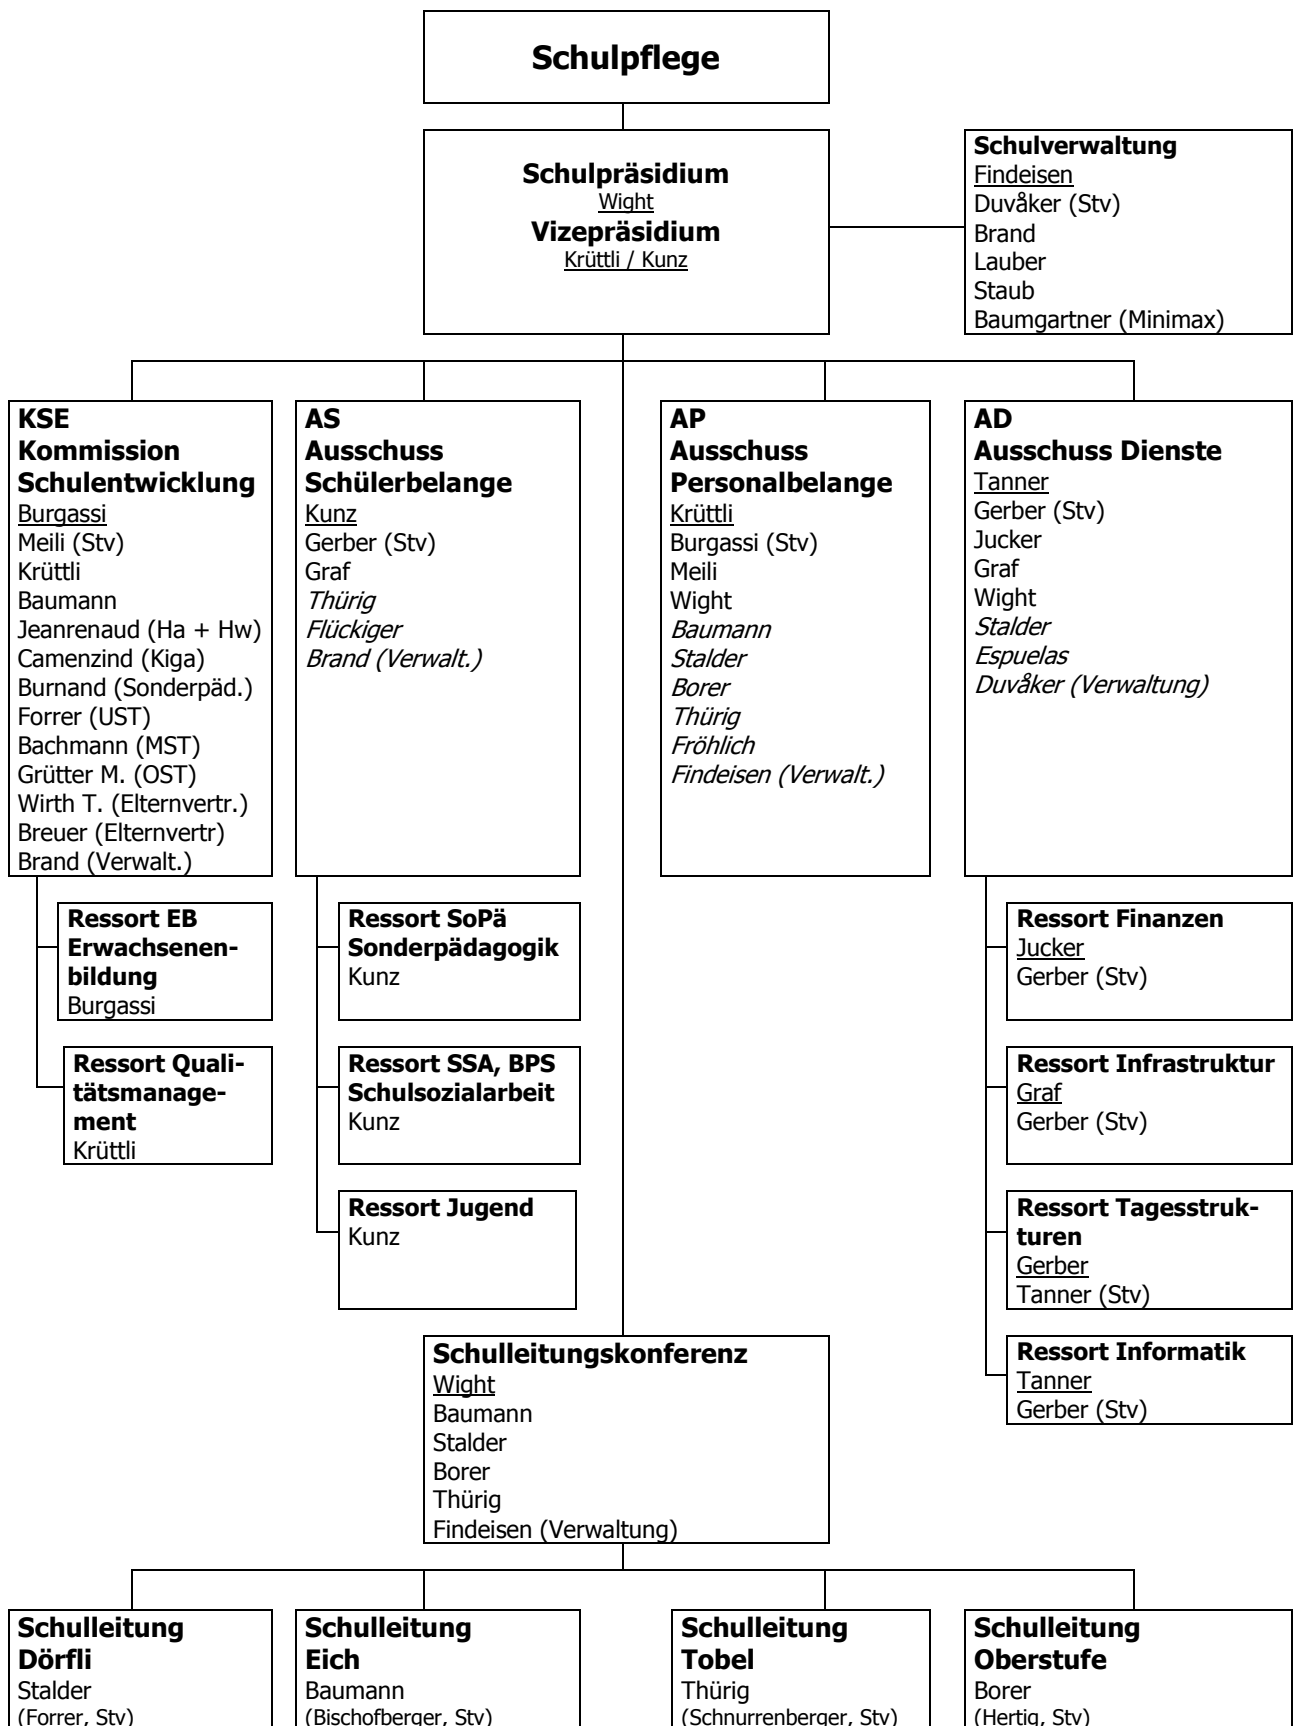 Schulpflege
Schulpräsidium
Wight
Vizepräsidium
Krüttli / Kunz
Schulverwaltung
Findeisen
Duvåker (Stv)
Brand
Lauber
Staub
Baumgartner (Minimax)
KSE
Kommission
Schulentwicklung
Burgassi
Meili (Stv)
Krüttli
Baumann
Jeanrenaud (Ha + Hw)
Camenzind (Kiga)
Burnand (Sonderpäd.)
Forrer (UST)
Bachmann (MST)
Grütter M. (OST)
Wirth T. (Elternvertr.)
Breuer (Elternvertr)
Brand (Verwalt.)
AS
Ausschuss
Schülerbelange
Kunz
Gerber (Stv)
Graf
Thürig
Flückiger
Brand (Verwalt.)
AP
Ausschuss
Personalbelange
Krüttli
Burgassi (Stv)
Meili
Wight
Baumann
Stalder
Borer
Thürig
Fröhlich
Findeisen (Verwalt.)
AD
Ausschuss Dienste
Tanner
Gerber (Stv)
Jucker
Graf
Wight
Stalder
Espuelas
Duvåker (Verwaltung)
Ressort EB
Erwachsenen-
bildung
Burgassi
Ressort Quali-
tätsmanage-
ment
Krüttli
Ressort SoPä
Sonderpädagogik
Kunz
Ressort SSA, BPS
Schulsozialarbeit
Kunz
Ressort Jugend
Kunz
Ressort Finanzen
Jucker
Gerber (Stv)
Ressort Infrastruktur
Graf
Gerber (Stv)
Ressort Tagesstruk-
turen
Gerber
Tanner (Stv)
Ressort Informatik
Tanner
Gerber (Stv)
Schulleitungskonferenz
Wight
Baumann
Stalder
Borer
Thürig
Findeisen (Verwaltung)
Schulleitung
Dörfli
Stalder
(Forrer, Stv)
Schulleitung
Eich
Baumann
(Bischofberger, Stv)
Schulleitung
Tobel
Thürig
(Schnurrenberger, Stv)
Schulleitung
Oberstufe
Borer
(Hertig, Stv)